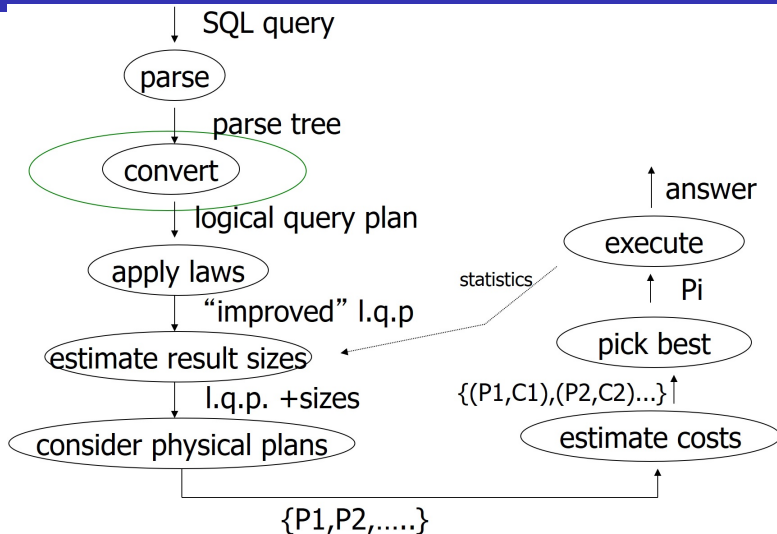 SQL query
parse
parse tree
convert
logical query plan
apply laws
“improved” l.q.p
estimate result sizes
l.q.p. +sizes
consider physical plans
{P1,P2,…..}
estimate costs
{(P1,C1),(P2,C2)...}
pick best
Pi
execute
answer
statistics